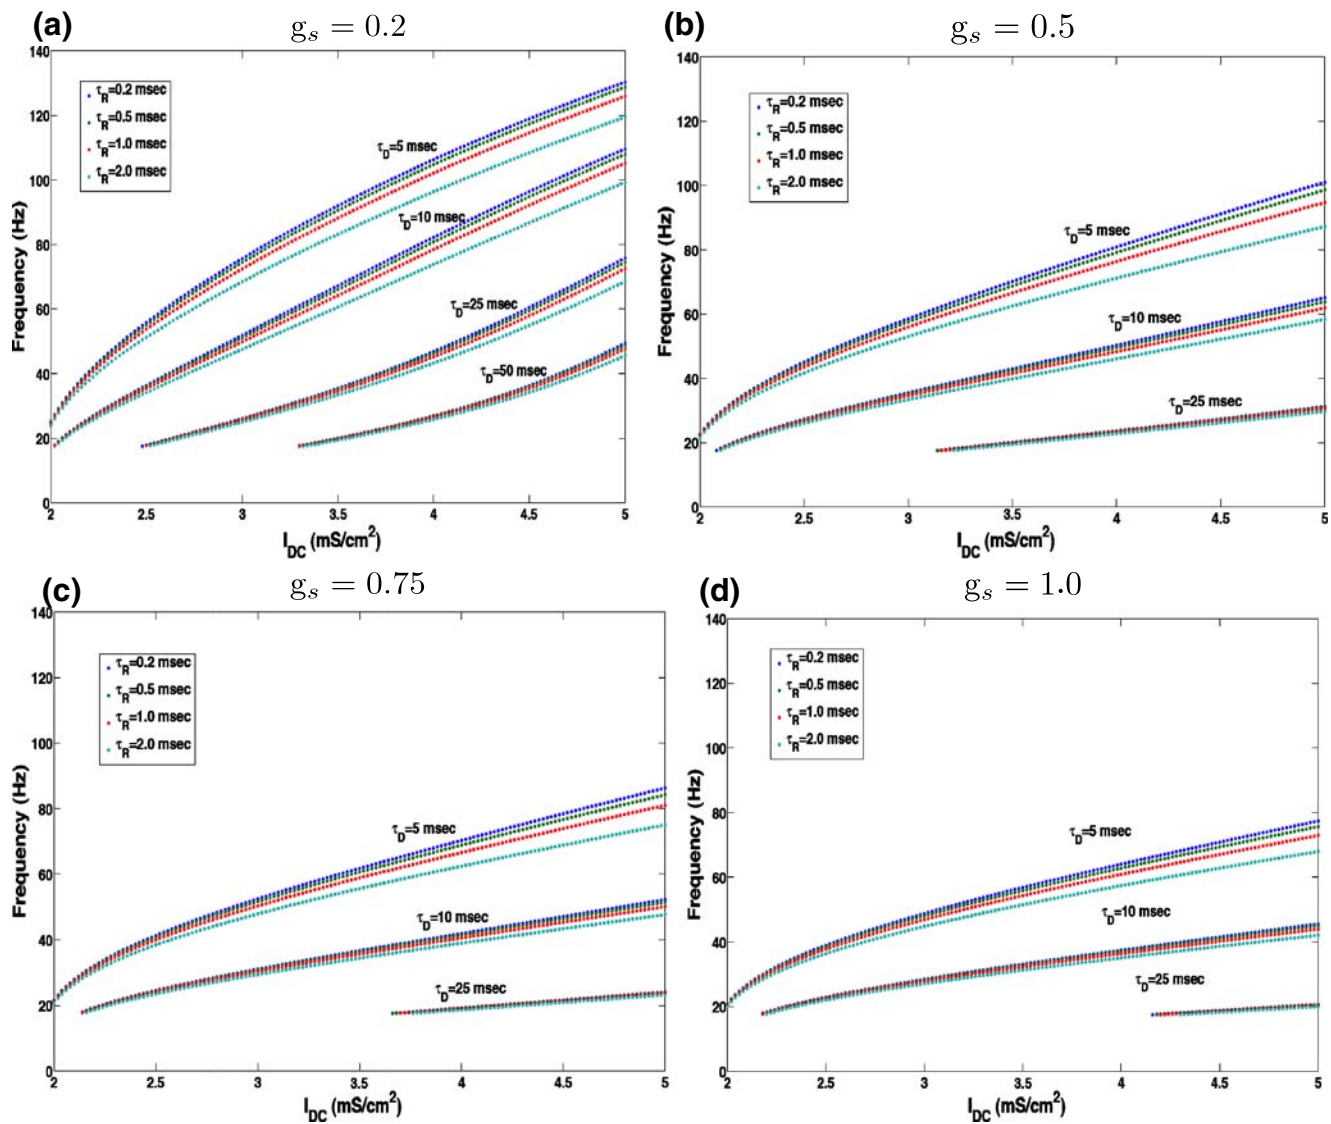 (a) g_s = 0.2
140
120
100
80
60
40
20
0
Frequency (Hz)
τ_R=0.2 msec
τ_R=0.5 msec
τ_R=1.0 msec
τ_R=2.0 msec
τ_D=5 msec
τ_D=10 msec
τ_D=25 msec
τ_D=50 msec
2 2.5 3 3.5 4 4.5 5
I_DC (mS/cm²)
(b) g_s = 0.5
140
120
100
80
60
40
20
0
Frequency (Hz)
τ_R=0.2 msec
τ_R=0.5 msec
τ_R=1.0 msec
τ_R=2.0 msec
τ_D=5 msec
τ_D=10 msec
τ_D=25 msec
2 2.5 3 3.5 4 4.5 5
I_DC (mS/cm²)
(c) g_s = 0.75
140
120
100
80
60
40
20
0
Frequency (Hz)
τ_R=0.2 msec
τ_R=0.5 msec
τ_R=1.0 msec
τ_R=2.0 msec
τ_D=5 msec
τ_D=10 msec
τ_D=25 msec
2 2.5 3 3.5 4 4.5 5
I_DC (mS/cm²)
(d) g_s = 1.0
140
120
100
80
60
40
20
0
Frequency (Hz)
τ_R=0.2 msec
τ_R=0.5 msec
τ_R=1.0 msec
τ_R=2.0 msec
τ_D=5 msec
τ_D=10 msec
τ_D=25 msec
2 2.5 3 3.5 4 4.5 5
I_DC (mS/cm²)